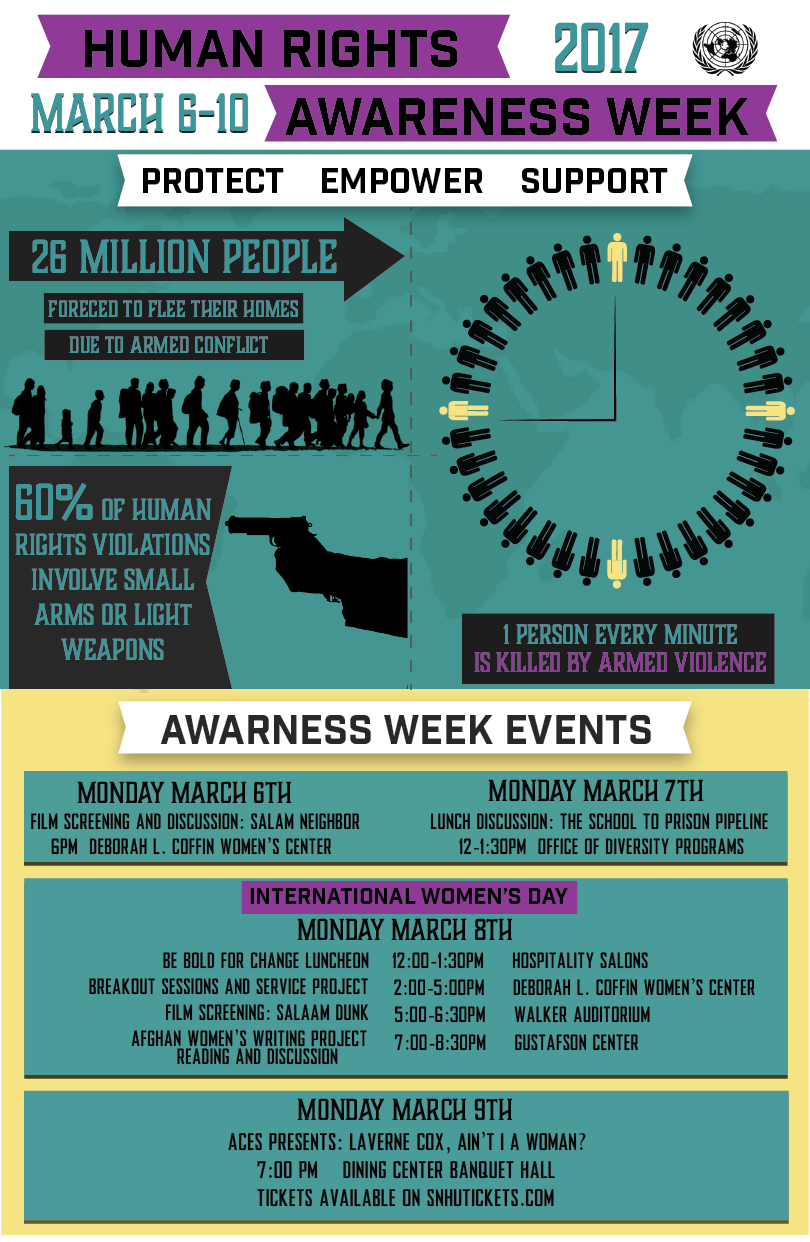 HUMAN RIGHTS 2017
MARCH 6-10 AWARENESS WEEK
PROTECT EMPOWER SUPPORT
26 MILLION PEOPLE
FORECED TO FLEE THEIR HOMES
DUE TO ARMED CONFLICT
60% OF HUMAN
RIGHTS VIOLATIONS
INVOLVE SMALL
ARMS OR LIGHT
WEAPONS
1 PERSON EVERY MINUTE
IS KILLED BY ARMED VIOLENCE
AWARNESS WEEK EVENTS
MONDAY MARCH 6TH
FILM SCREENING AND DISCUSSION: SALAM NEIGHBOR
6PM DEBORAH L. COFFIN WOMEN'S CENTER
MONDAY MARCH 7TH
LUNCH DISCUSSION: THE SCHOOL TO PRISON PIPELINE
12-1:30PM OFFICE OF DIVERSITY PROGRAMS
INTERNATIONAL WOMEN'S DAY
MONDAY MARCH 8TH
BE BOLD FOR CHANGE LUNCHEON 12:00-1:30PM HOSPITALITY SALONS
BREAKOUT SESSIONS AND SERVICE PROJECT 2:00-5:00PM DEBORAH L. COFFIN WOMEN'S CENTER
FILM SCREENING: SALAAM DUNK 5:00-6:30PM WALKER AUDITORIUM
AFGHAN WOMEN'S WRITING PROJECT 7:00-8:30PM GUSTAFSON CENTER
READING AND DISCUSSION
MONDAY MARCH 9TH
ACES PRESENTS: LAVERNE COX, AIN'T I A WOMAN?
7:00 PM DINING CENTER BANQUET HALL
TICKETS AVAILABLE ON SNHUTICKETS.COM